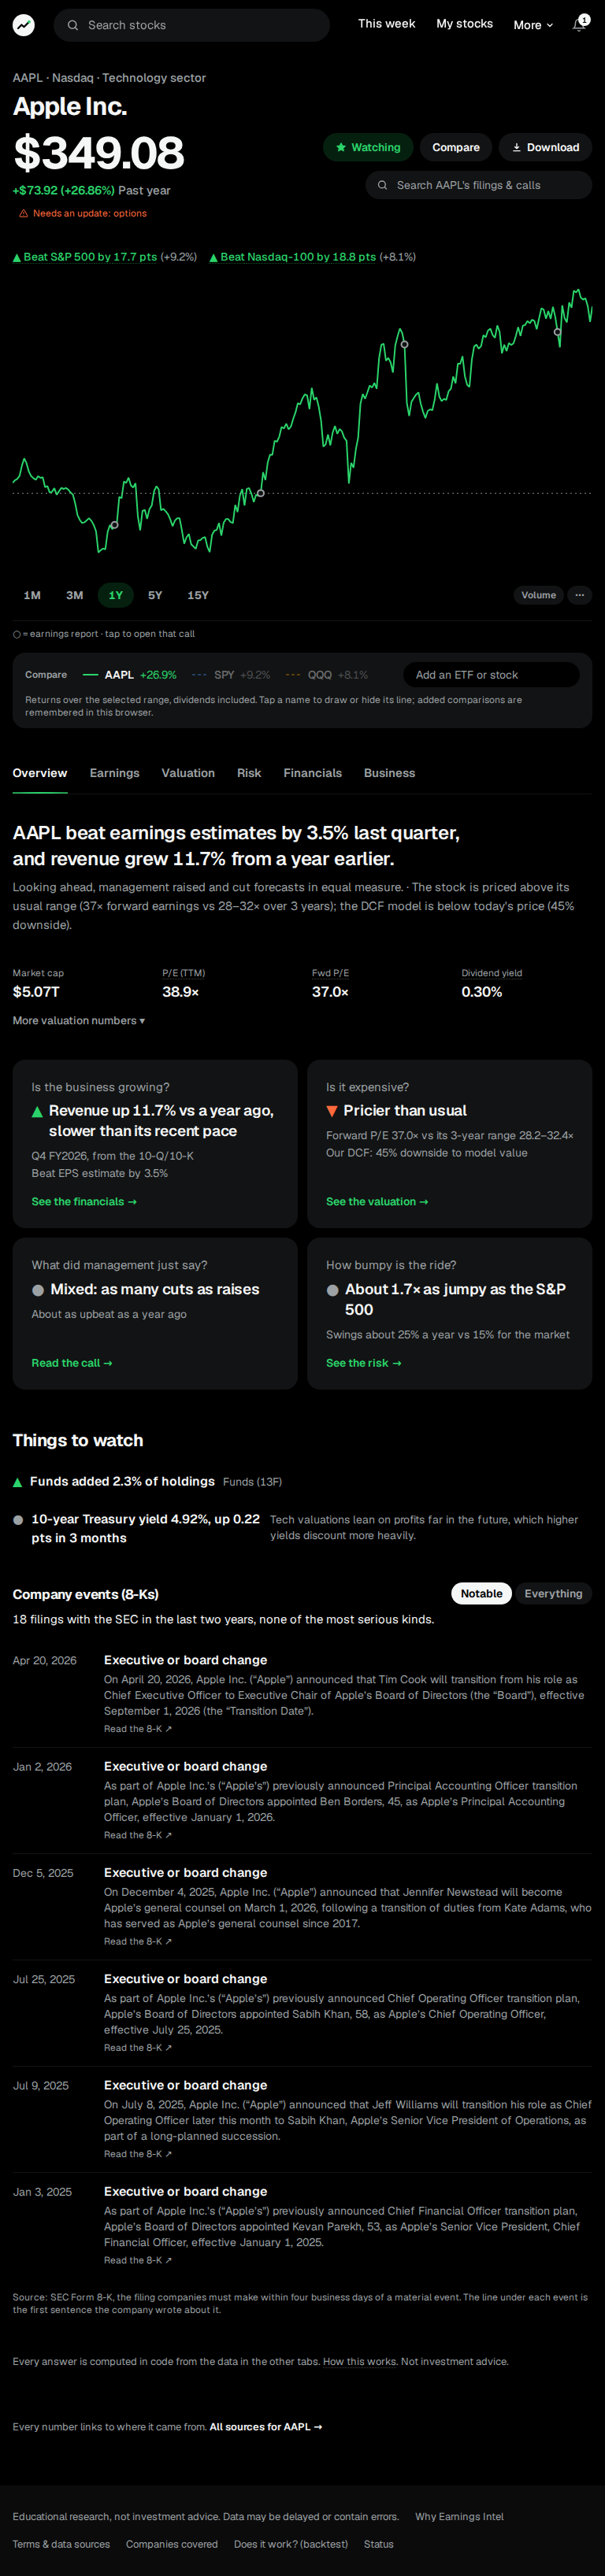 Search stocks
This week
My stocks
More
1
AAPL · Nasdaq · Technology sector
Apple Inc.
$349.08
Watching
Compare
Download
+$73.92 (+26.86%) Past year
Search AAPL's filings & calls
Needs an update: options
▲ Beat S&P 500 by 17.7 pts (+9.2%) ▲ Beat Nasdaq-100 by 18.8 pts (+8.1%)
1M 3M 1Y 5Y 15Y
Volume ···
= earnings report · tap to open that call
Compare AAPL +26.9% SPY +9.2% QQQ +8.1% Add an ETF or stock
Returns over the selected range, dividends included. Tap a name to draw or hide its line; added comparisons are
remembered in this browser.
Overview Earnings Valuation Risk Financials Business
AAPL beat earnings estimates by 3.5% last quarter,
and revenue grew 11.7% from a year earlier.
Looking ahead, management raised and cut forecasts in equal measure. · The stock is priced above its
usual range (37× forward earnings vs 28–32× over 3 years); the DCF model is below today's price (45%
downside).
Market cap P/E (TTM) Fwd P/E Dividend yield
$5.07T 38.9× 37.0× 0.30%
More valuation numbers ▾
Is the business growing?
▲ Revenue up 11.7% vs a year ago,
slower than its recent pace
Q4 FY2026, from the 10-Q/10-K
Beat EPS estimate by 3.5%
See the financials →
Is it expensive?
▼ Pricier than usual
Forward P/E 37.0× vs its 3-year range 28.2–32.4×
Our DCF: 45% downside to model value
See the valuation →
What did management just say?
Mixed: as many cuts as raises
About as upbeat as a year ago
Read the call →
How bumpy is the ride?
About 1.7× as jumpy as the S&P
500
Swings about 25% a year vs 15% for the market
See the risk →
Things to watch
▲ Funds added 2.3% of holdings Funds (13F)
10-year Treasury yield 4.92%, up 0.22
pts in 3 months
Tech valuations lean on profits far in the future, which higher
yields discount more heavily.
Company events (8-Ks)
Notable Everything
18 filings with the SEC in the last two years, none of the most serious kinds.
Apr 20, 2026 Executive or board change
On April 20, 2026, Apple Inc. (“Apple”) announced that Tim Cook will transition from his role as
Chief Executive Officer to Executive Chair of Apple’s Board of Directors (the “Board”), effective
September 1, 2026 (the “Transition Date”).
Read the 8-K ↗
Jan 2, 2026 Executive or board change
As part of Apple Inc.’s (“Apple’s”) previously announced Principal Accounting Officer transition
plan, Apple’s Board of Directors appointed Ben Borders, 45, as Apple’s Principal Accounting
Officer, effective January 1, 2026.
Read the 8-K ↗
Dec 5, 2025 Executive or board change
On December 4, 2025, Apple Inc. (“Apple”) announced that Jennifer Newstead will become
Apple’s general counsel on March 1, 2026, following a transition of duties from Kate Adams, who
has served as Apple’s general counsel since 2017.
Read the 8-K ↗
Jul 25, 2025 Executive or board change
As part of Apple Inc.’s (“Apple’s”) previously announced Chief Operating Officer transition plan,
Apple’s Board of Directors appointed Sabih Khan, 58, as Apple’s Chief Operating Officer,
effective July 25, 2025.
Read the 8-K ↗
Jul 9, 2025 Executive or board change
On July 8, 2025, Apple Inc. (“Apple”) announced that Jeff Williams will transition his role as Chief
Operating Officer later this month to Sabih Khan, Apple’s Senior Vice President of Operations, as
part of a long-planned succession.
Read the 8-K ↗
Jan 3, 2025 Executive or board change
As part of Apple Inc.’s (“Apple’s”) previously announced Chief Financial Officer transition plan,
Apple’s Board of Directors appointed Kevan Parekh, 53, as Apple’s Senior Vice President, Chief
Financial Officer, effective January 1, 2025.
Read the 8-K ↗
Source: SEC Form 8-K, the filing companies must make within four business days of a material event. The line under each event is
the first sentence the company wrote about it.
Every answer is computed in code from the data in the other tabs. How this works. Not investment advice.
Every number links to where it came from. All sources for AAPL →
Educational research, not investment advice. Data may be delayed or contain errors. Why Earnings Intel
Terms & data sources Companies covered Does it work? (backtest) Status